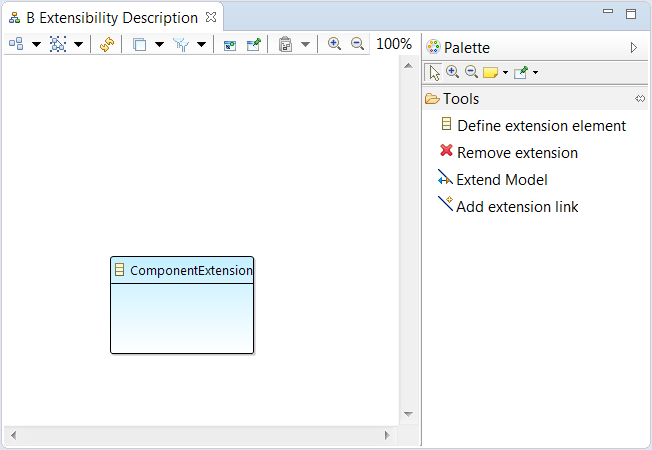 B Extensibility Description
100%
Palette
Tools
Define extension element
Remove extension
Extend Model
Add extension link
ComponentExtension